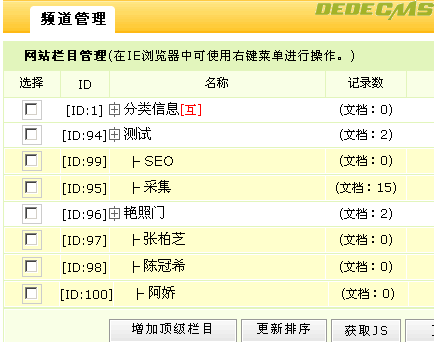 DEDECMS
频道管理
网站栏目管理(在IE浏览器中可使用右键菜单进行操作。)
选择 ID 名称 记录数
[ID:1] 分类信息[互] (文档：0)
[ID:94] 测试 (文档：2)
[ID:99] ├ SEO (文档：0)
[ID:95] ├ 采集 (文档：15)
[ID:96] 艳照门 (文档：2)
[ID:97] ├ 张柏芝 (文档：0)
[ID:98] ├ 陈冠希 (文档：0)
[ID:100] ├ 阿娇 (文档：0)
增加顶级栏目 更新排序 获取JS